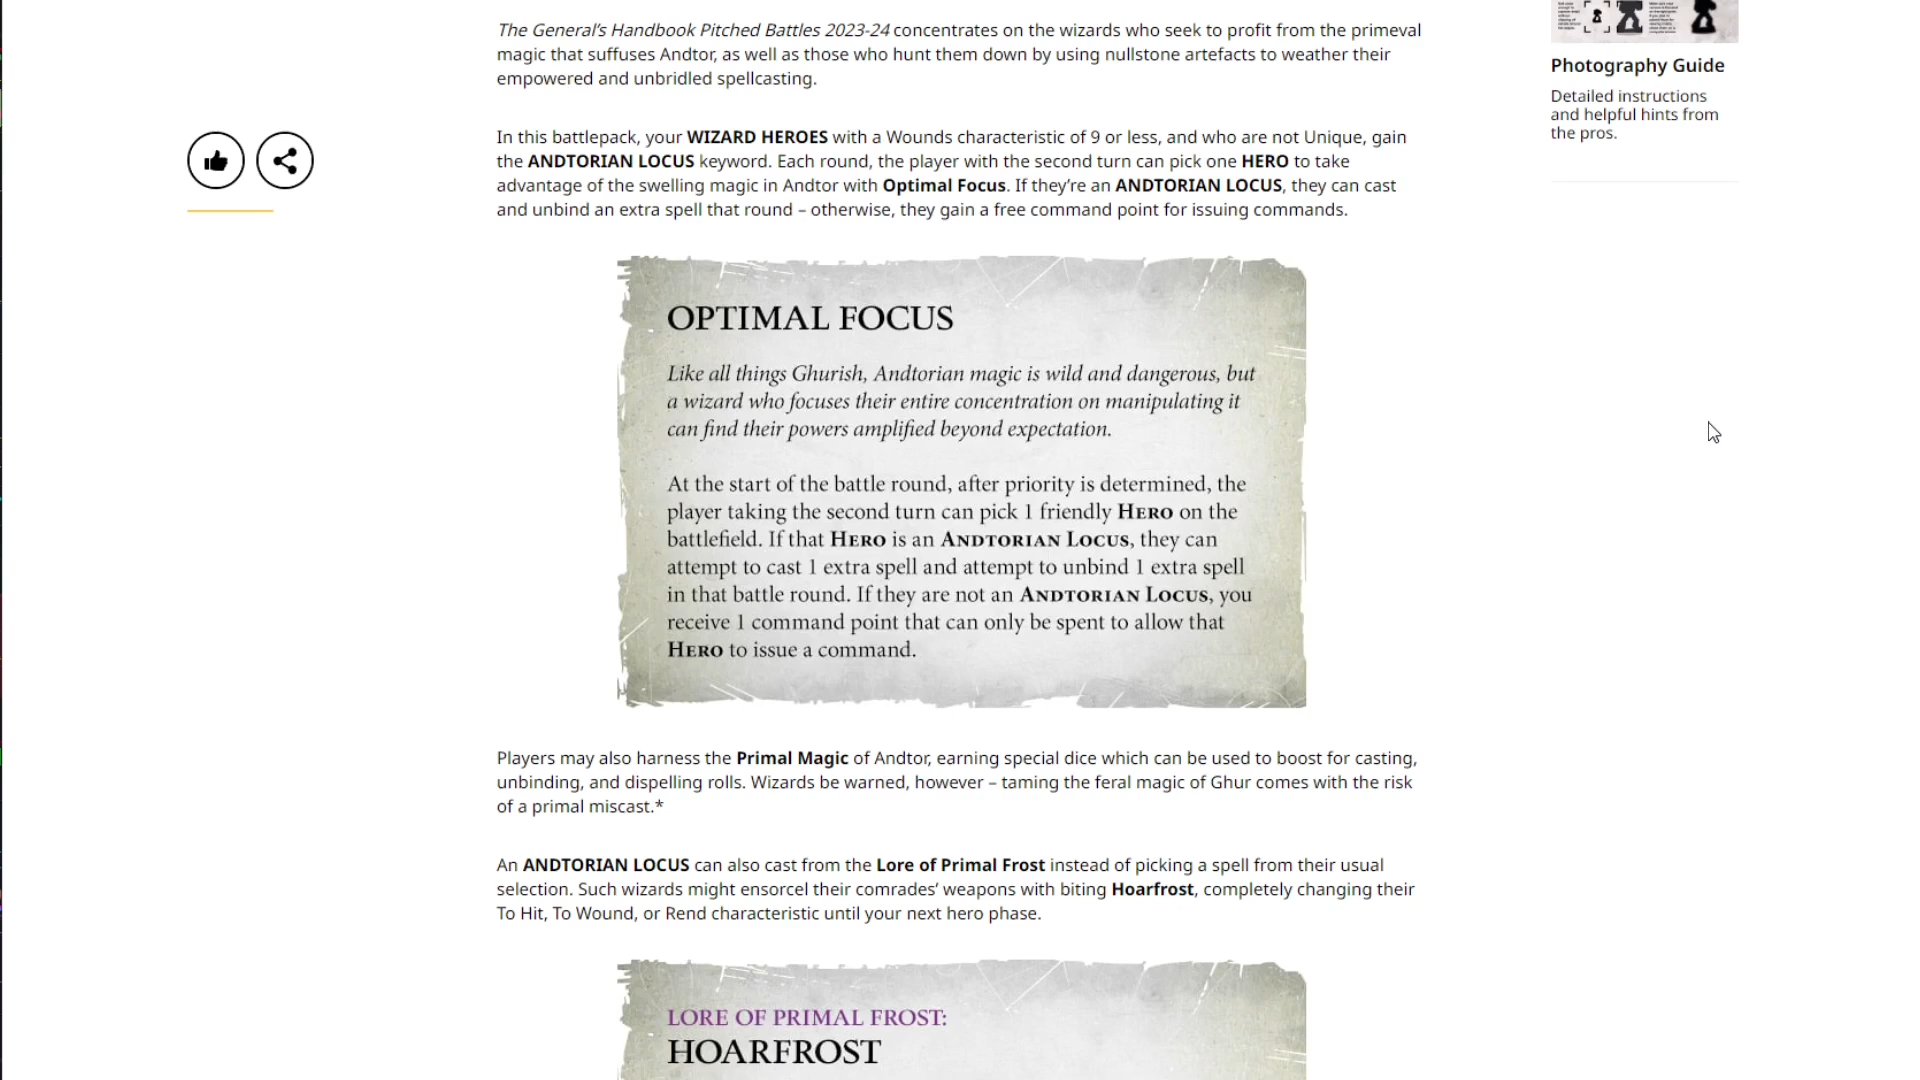 The General's Handbook Pitched Battles 2023-24 concentrates on the wizards who seek to profit from the primeval
magic that suffuses Andtor, as well as those who hunt them down by using nullstone artefacts to weather their
empowered and unbridled spellcasting.
Photography Guide
Detailed instructions
and helpful hints from
the pros.
In this battlepack, your WIZARD HEROES with a Wounds characteristic of 9 or less, and who are not Unique, gain
the ANDTORIAN LOCUS keyword. Each round, the player with the second turn can pick one HERO to take
advantage of the swelling magic in Andtor with Optimal Focus. If they're an ANDTORIAN LOCUS, they can cast
and unbind an extra spell that round – otherwise, they gain a free command point for issuing commands.
OPTIMAL FOCUS
Like all things Ghurish, Andtorian magic is wild and dangerous, but
a wizard who focuses their entire concentration on manipulating it
can find their powers amplified beyond expectation.
At the start of the battle round, after priority is determined, the
player taking the second turn can pick 1 friendly HERO on the
battlefield. If that HERO is an ANDTORIAN LOCUS, they can
attempt to cast 1 extra spell and attempt to unbind 1 extra spell
in that battle round. If they are not an ANDTORIAN LOCUS, you
receive 1 command point that can only be spent to allow that
HERO to issue a command.
Players may also harness the Primal Magic of Andtor, earning special dice which can be used to boost for casting,
unbinding, and dispelling rolls. Wizards be warned, however – taming the feral magic of Ghur comes with the risk
of a primal miscast.*
An ANDTORIAN LOCUS can also cast from the Lore of Primal Frost instead of picking a spell from their usual
selection. Such wizards might ensorcel their comrades' weapons with biting Hoarfrost, completely changing their
To Hit, To Wound, or Rend characteristic until your next hero phase.
LORE OF PRIMAL FROST:
HOARFROST